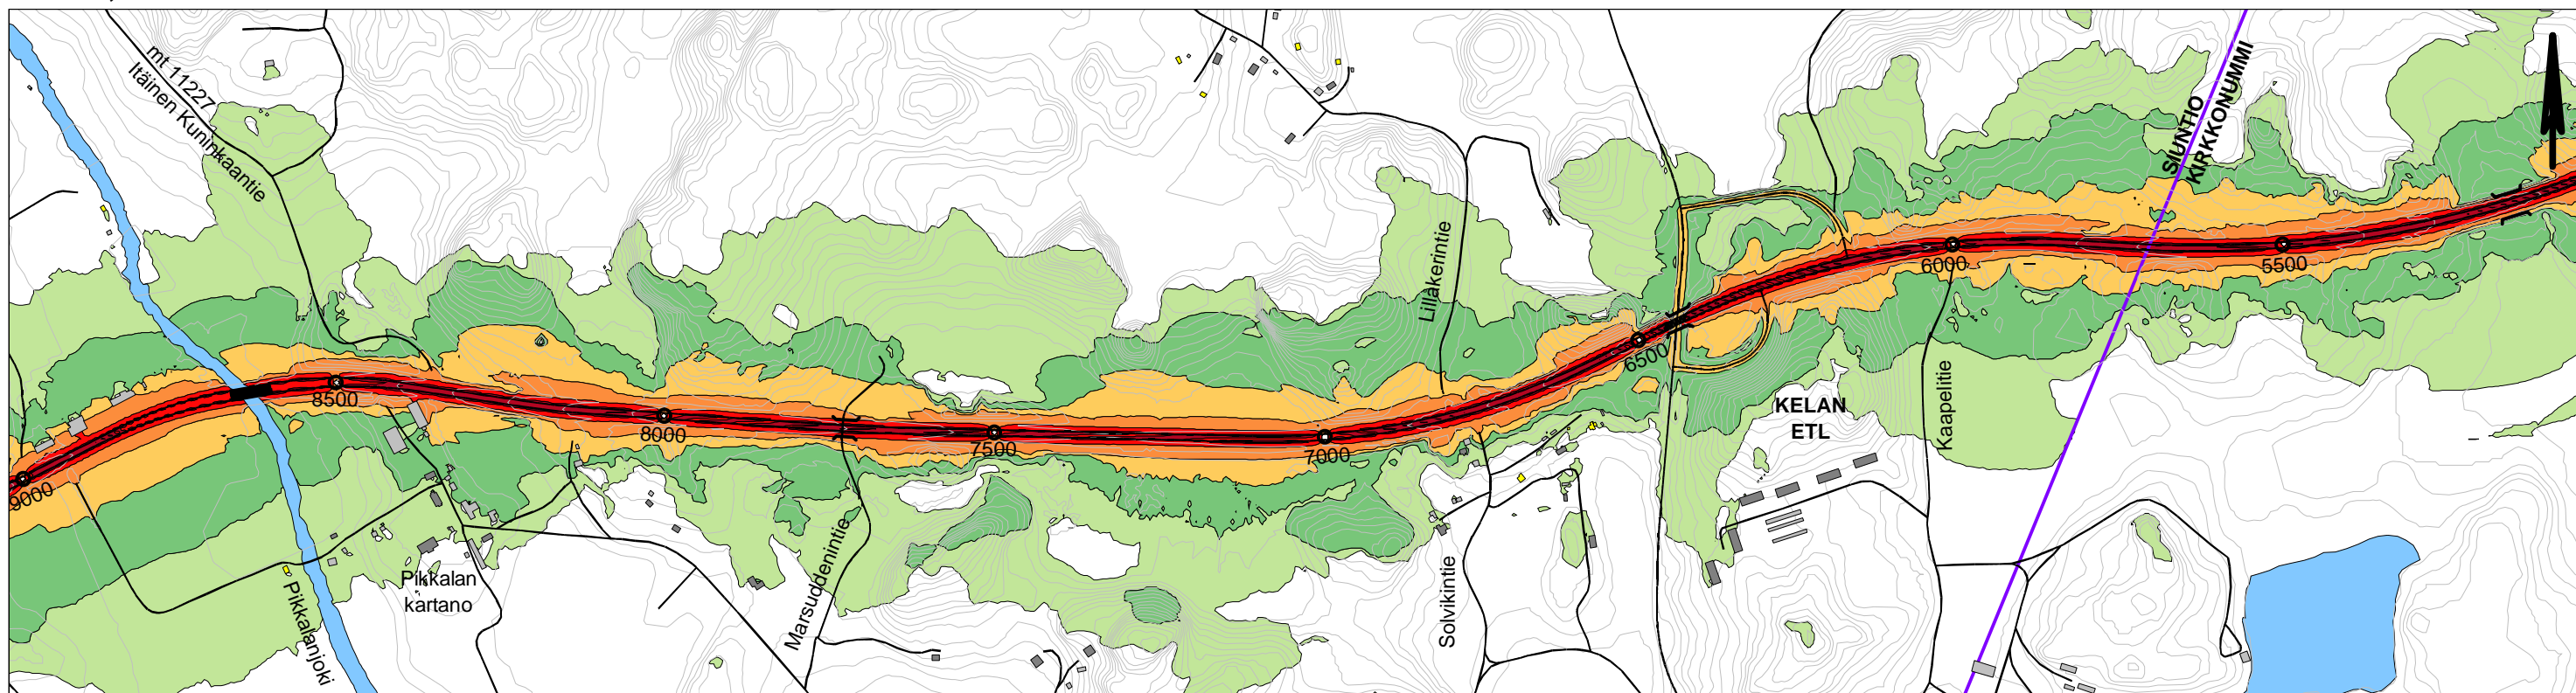 mt 11227
Itäinen Kuninkaantie
SIUNTIO
KIRKKONUMMI
Lilläkerintie
6000
5500
6500
8500
8000
7500
7000
9000
KELAN
ETL
Kaapelitie
Marsuddenintie
Solvikintie
Pikkalan
kartano
Pikkalanjoki